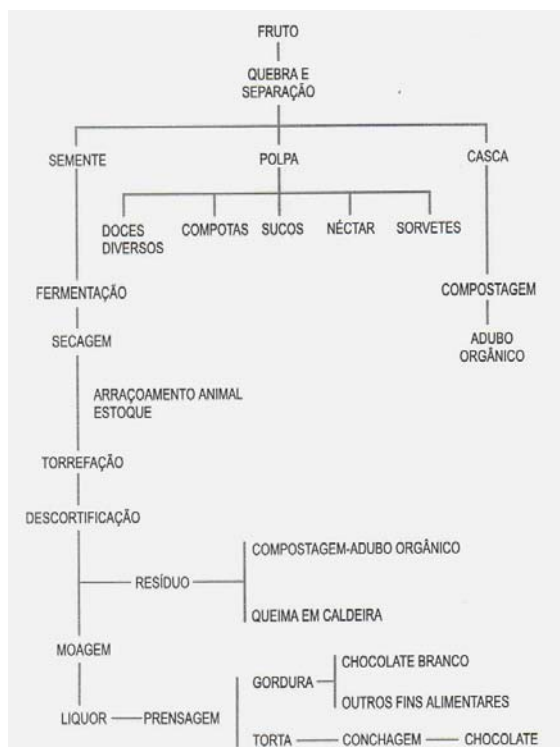 FRUTO
QUEBRA E
SEPARAÇÃO
SEMENTE
POLPA
CASCA
DOCES
DIVERSOS
COMPOTAS
SUCOS
NÉCTAR
SORVETES
FERMENTAÇÃO
COMPOSTAGEM
SECAGEM
ADUBO
ORGÂNICO
ARRAÇOAMENTO ANIMAL
ESTOQUE
TORREFAÇÃO
DESCORTIFICAÇÃO
COMPOSTAGEM-ADUBO ORGÂNICO
RESÍDUO
QUEIMA EM CALDEIRA
MOAGEM
CHOCOLATE BRANCO
GORDURA
OUTROS FINS ALIMENTARES
LIQUOR
PRENSAGEM
TORTA
CONCHAGEM
CHOCOLATE